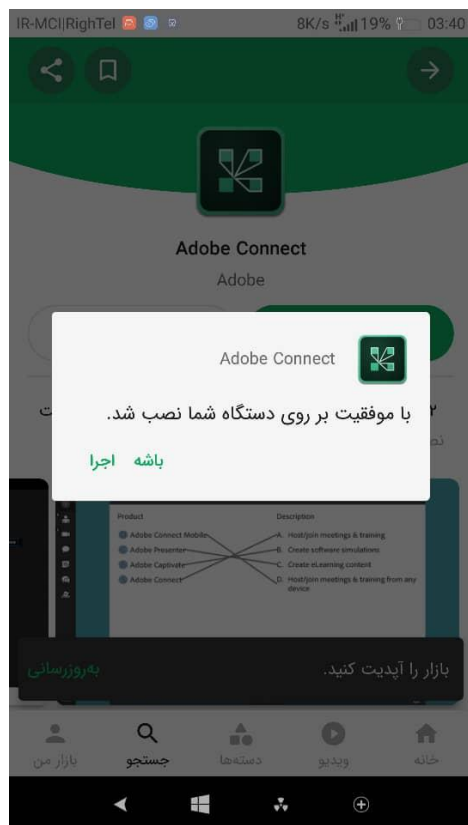 IR-MCI|RighTel
8K/s
19%
03:40
Adobe Connect
Adobe
Adobe Connect
با موفقیت بر روی دستگاه شما نصب شد.
باشه
اجرا
Product
Description
Adobe Connect Mobile
A. Host/join meetings & training
Adobe Presenter
B. Create software simulations
Adobe Captivate
C. Create eLearning content
Adobe Connect
D. Host/join meetings & training from any
device
بازار را آپدیت کنید.
به‌روزرسانی
خانه
ویدیو
دسته‌ها
جستجو
بازار من